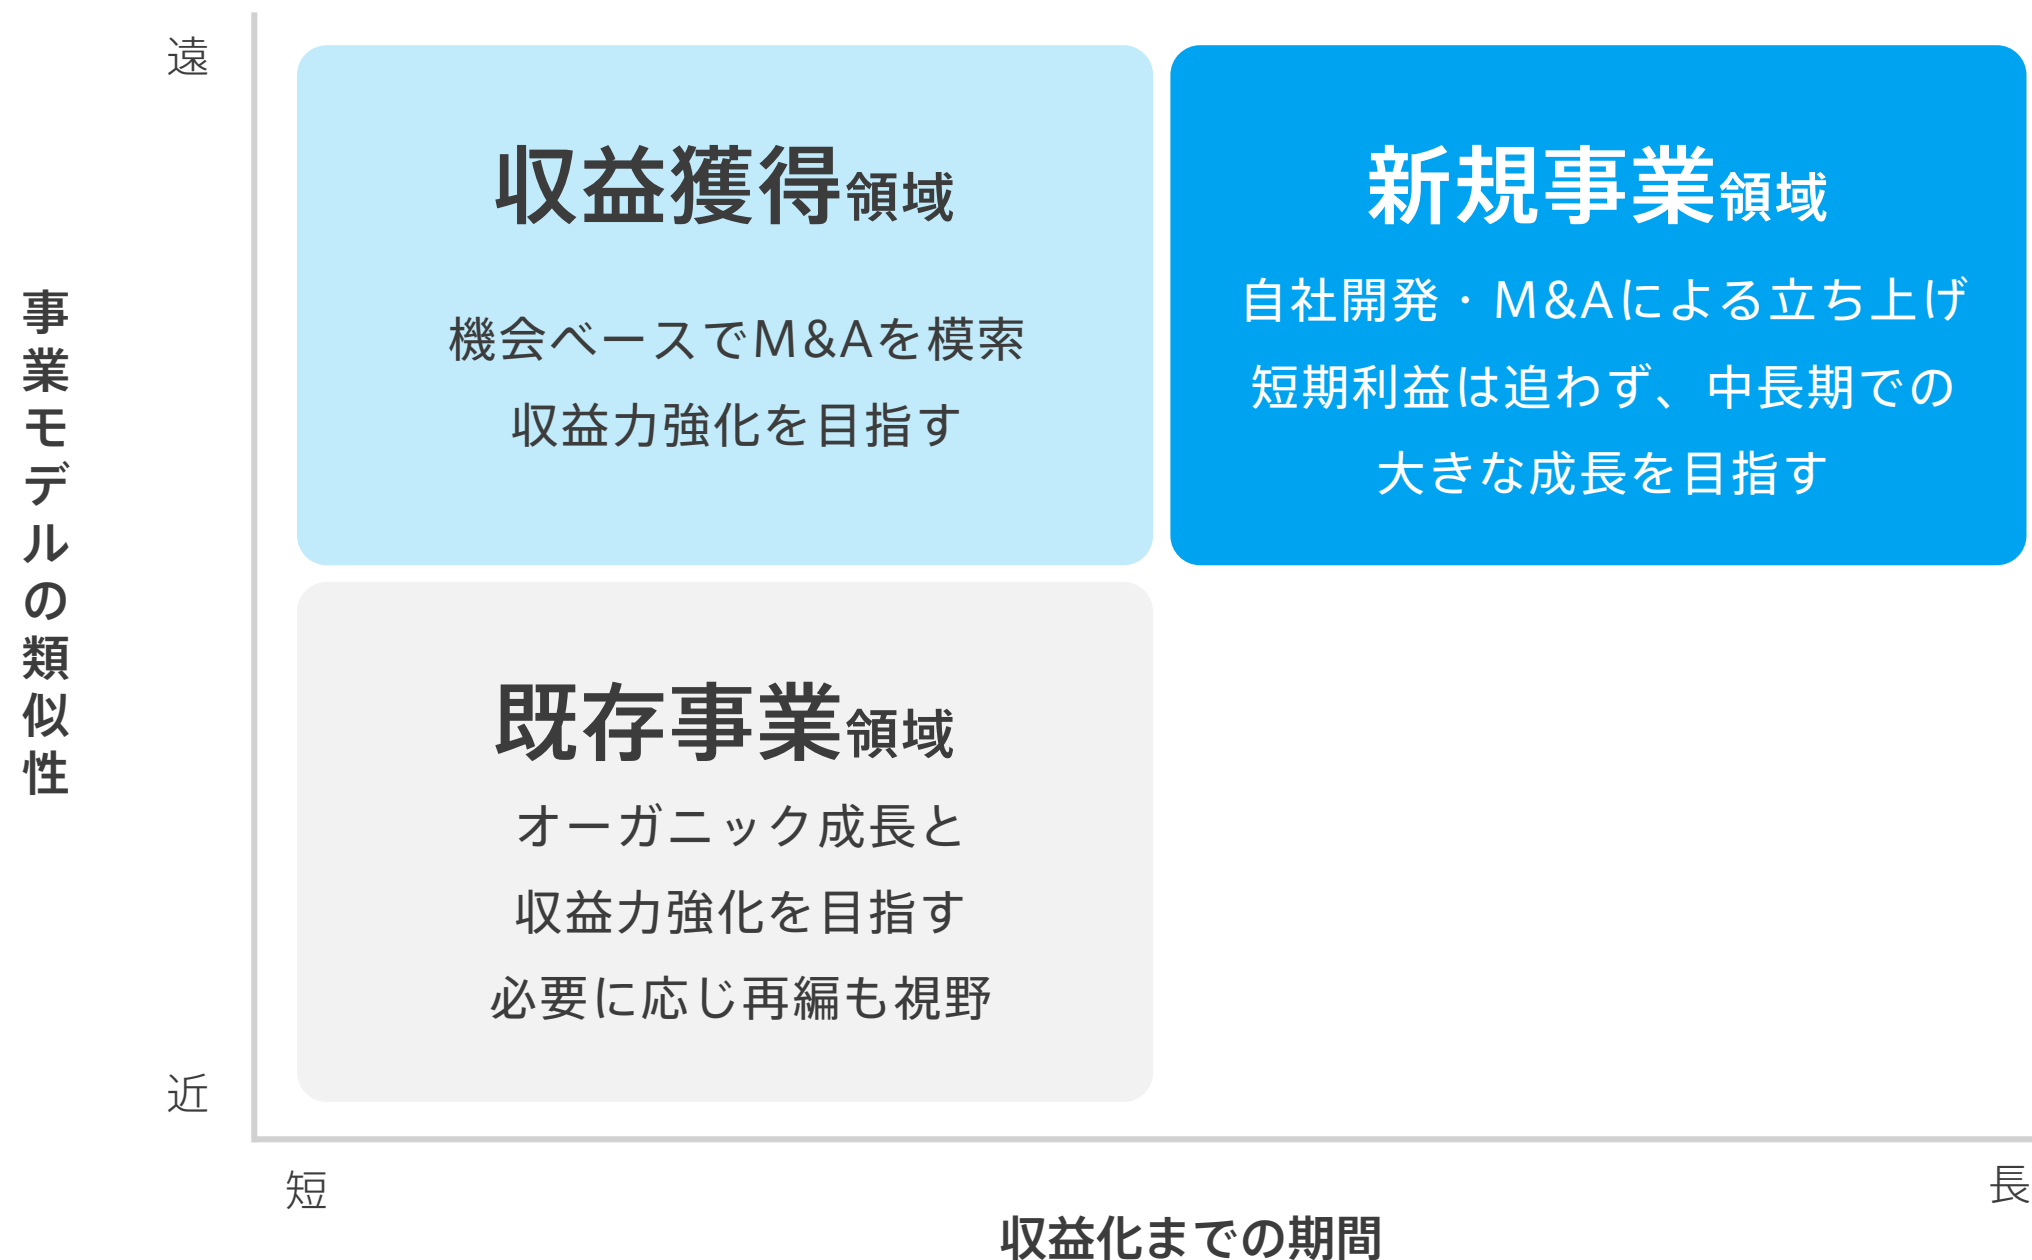 遠
収益獲得領域
機会ベースでM&Aを模索
収益力強化を目指す
新規事業領域
自社開発・M&Aによる立ち上げ
短期利益は追わず、中長期での
大きな成長を目指す
事業モデルの類似性
既存事業領域
オーガニック成長と
収益力強化を目指す
必要に応じ再編も視野
近
短
長
収益化までの期間